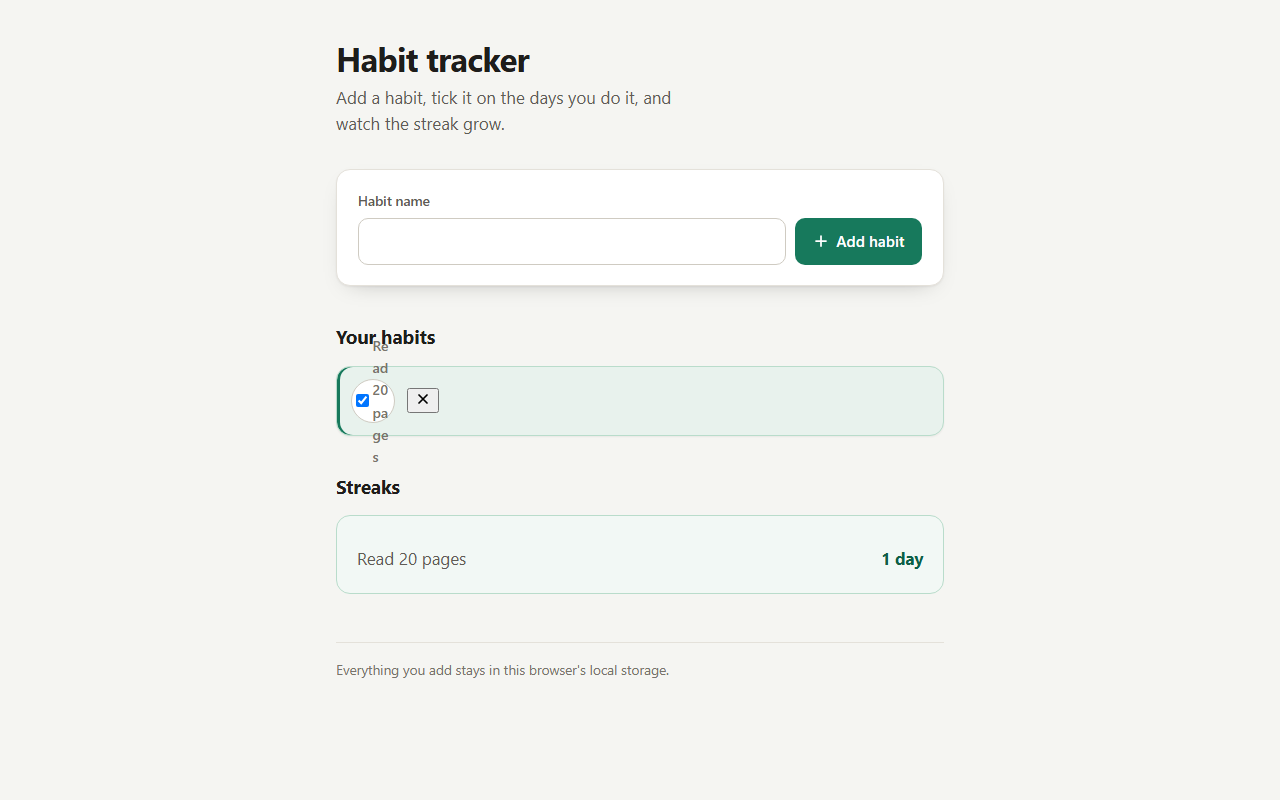 Habit tracker
Add a habit, tick it on the days you do it, and
watch the streak grow.
Habit name
+ Add habit
Your habits
Re
ad
20
pa
ge
s
✕
Streaks
Read 20 pages
1 day
Everything you add stays in this browser's local storage.